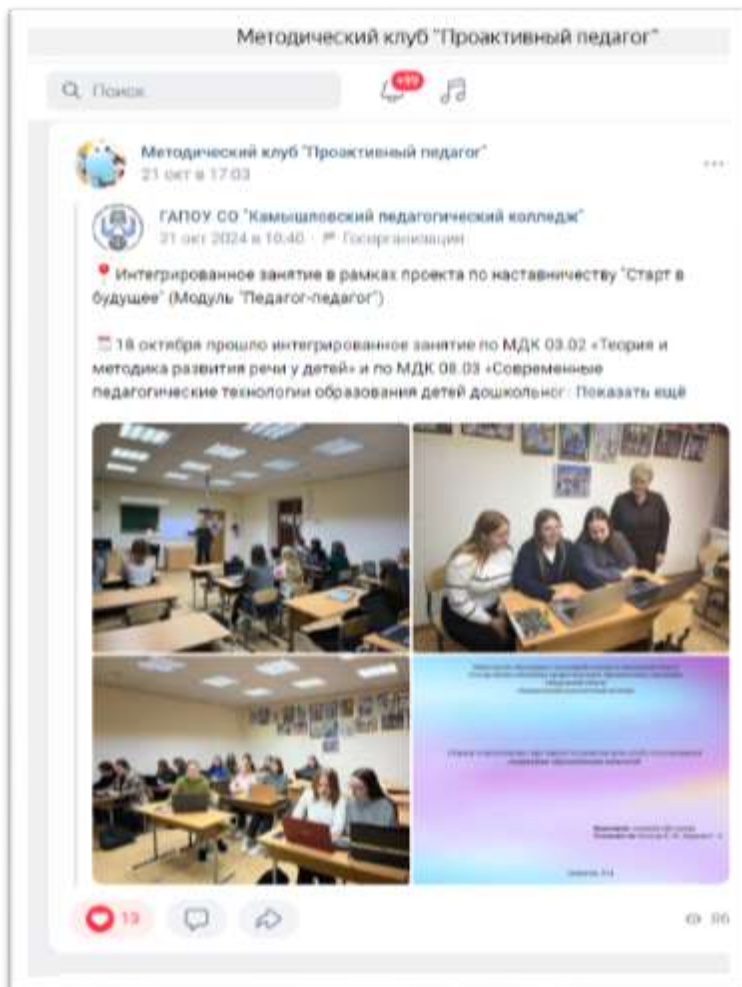 Методический клуб "Проактивный педагог"
Поиск
+99
Методический клуб "Проактивный педагог"
21 окт в 17:03
ГАПОУ СО "Камышловский педагогический колледж"
21 окт 2024 в 10:40 · Госорганизация
Интегрированное занятие в рамках проекта по наставничеству "Старт в
будущее" (Модуль "Педагог-педагог")
18 октября прошло интегрированное занятие по МДК 03.02 «Теория и
методика развития речи у детей» и по МДК 08.03 «Современные
педагогические технологии образования детей дошкольног Показать ещё
13
86